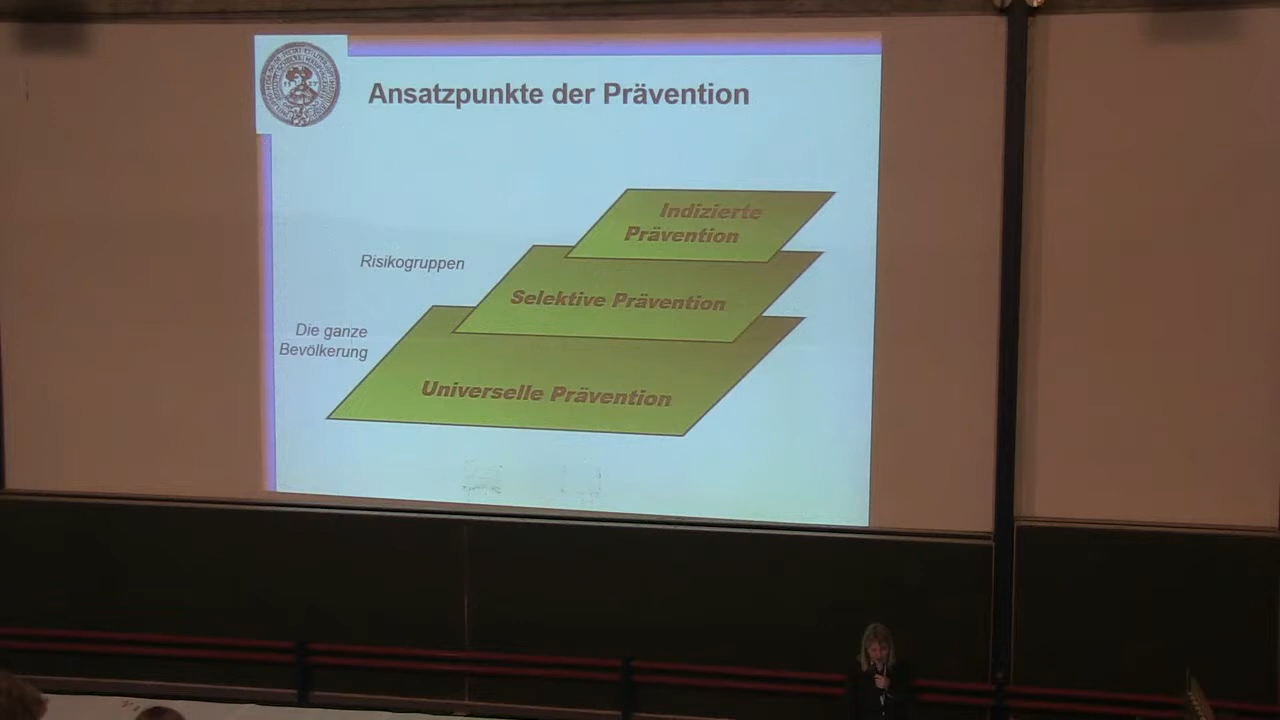 Ansatzpunkte der Prävention
Indizierte
Prävention
Risikogruppen
Selektive Prävention
Die ganze
Bevölkerung
Universelle Prävention